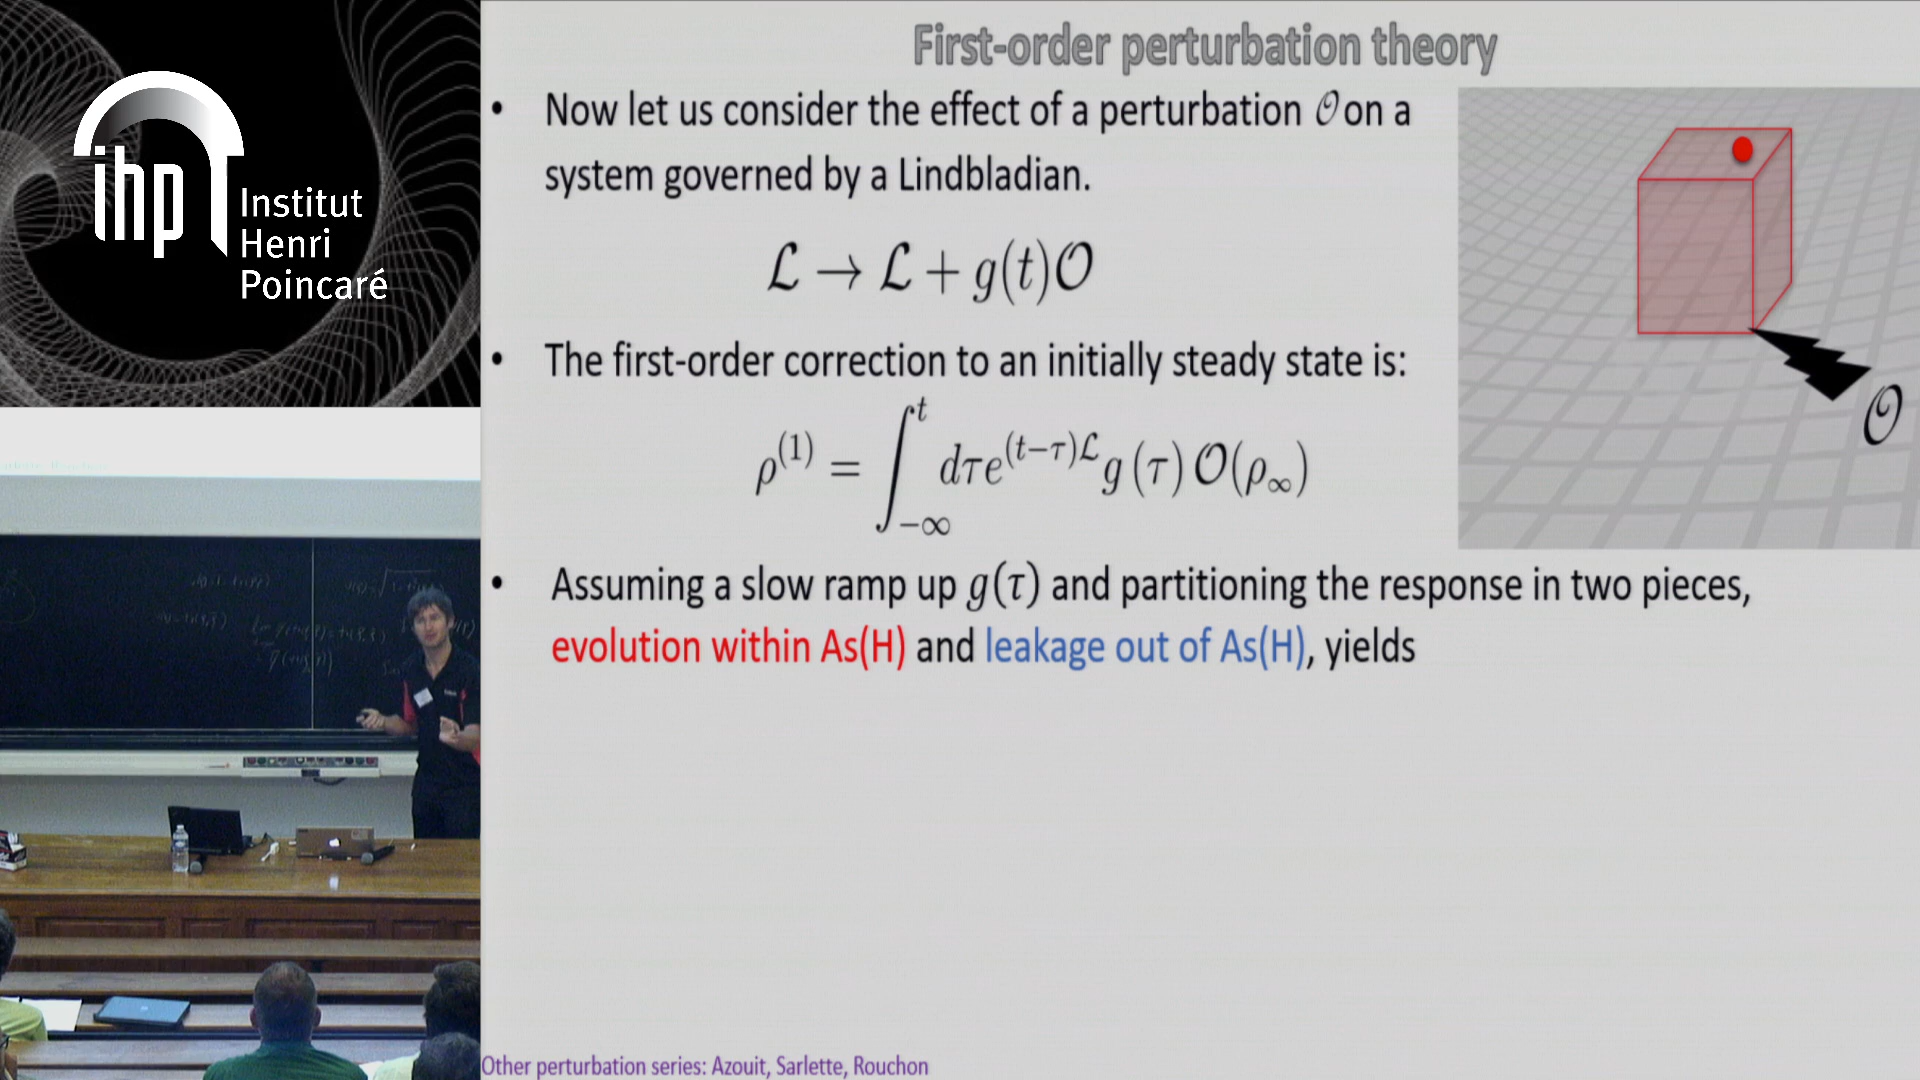 ihp
Institut
Henri
Poincaré
First-order perturbation theory
• Now let us consider the effect of a perturbation 𝒪 on a
system governed by a Lindbladian.
ℒ → ℒ + g(t)𝒪
• The first-order correction to an initially steady state is:
ρ^(1) = ∫_{-∞}^{t} dτe^{(t−τ)ℒ} g(τ) 𝒪(ρ_∞)
𝒪
• Assuming a slow ramp up g(τ) and partitioning the response in two pieces,
evolution within As(H) and leakage out of As(H), yields
Other perturbation series: Azouit, Sarlette, Rouchon